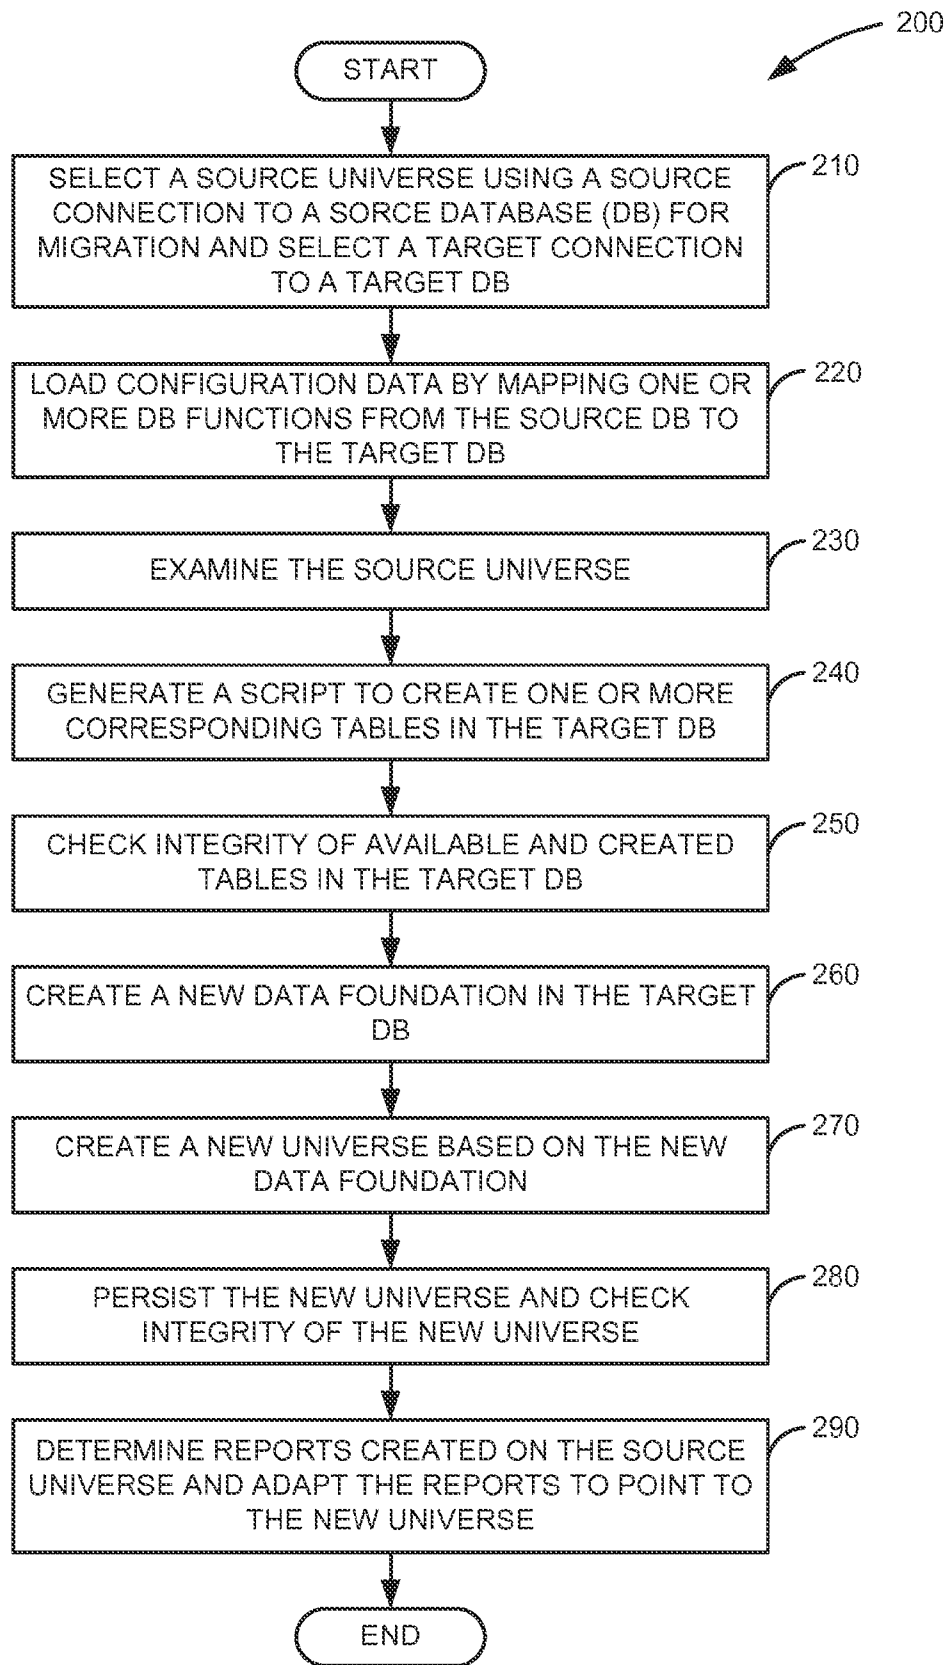 200
START
210
SELECT A SOURCE UNIVERSE USING A SOURCE
CONNECTION TO A SORCE DATABASE (DB) FOR
MIGRATION AND SELECT A TARGET CONNECTION
TO A TARGET DB
220
LOAD CONFIGURATION DATA BY MAPPING ONE OR
MORE DB FUNCTIONS FROM THE SOURCE DB TO
THE TARGET DB
230
EXAMINE THE SOURCE UNIVERSE
240
GENERATE A SCRIPT TO CREATE ONE OR MORE
CORRESPONDING TABLES IN THE TARGET DB
250
CHECK INTEGRITY OF AVAILABLE AND CREATED
TABLES IN THE TARGET DB
260
CREATE A NEW DATA FOUNDATION IN THE TARGET
DB
270
CREATE A NEW UNIVERSE BASED ON THE NEW
DATA FOUNDATION
280
PERSIST THE NEW UNIVERSE AND CHECK
INTEGRITY OF THE NEW UNIVERSE
290
DETERMINE REPORTS CREATED ON THE SOURCE
UNIVERSE AND ADAPT THE REPORTS TO POINT TO
THE NEW UNIVERSE
END